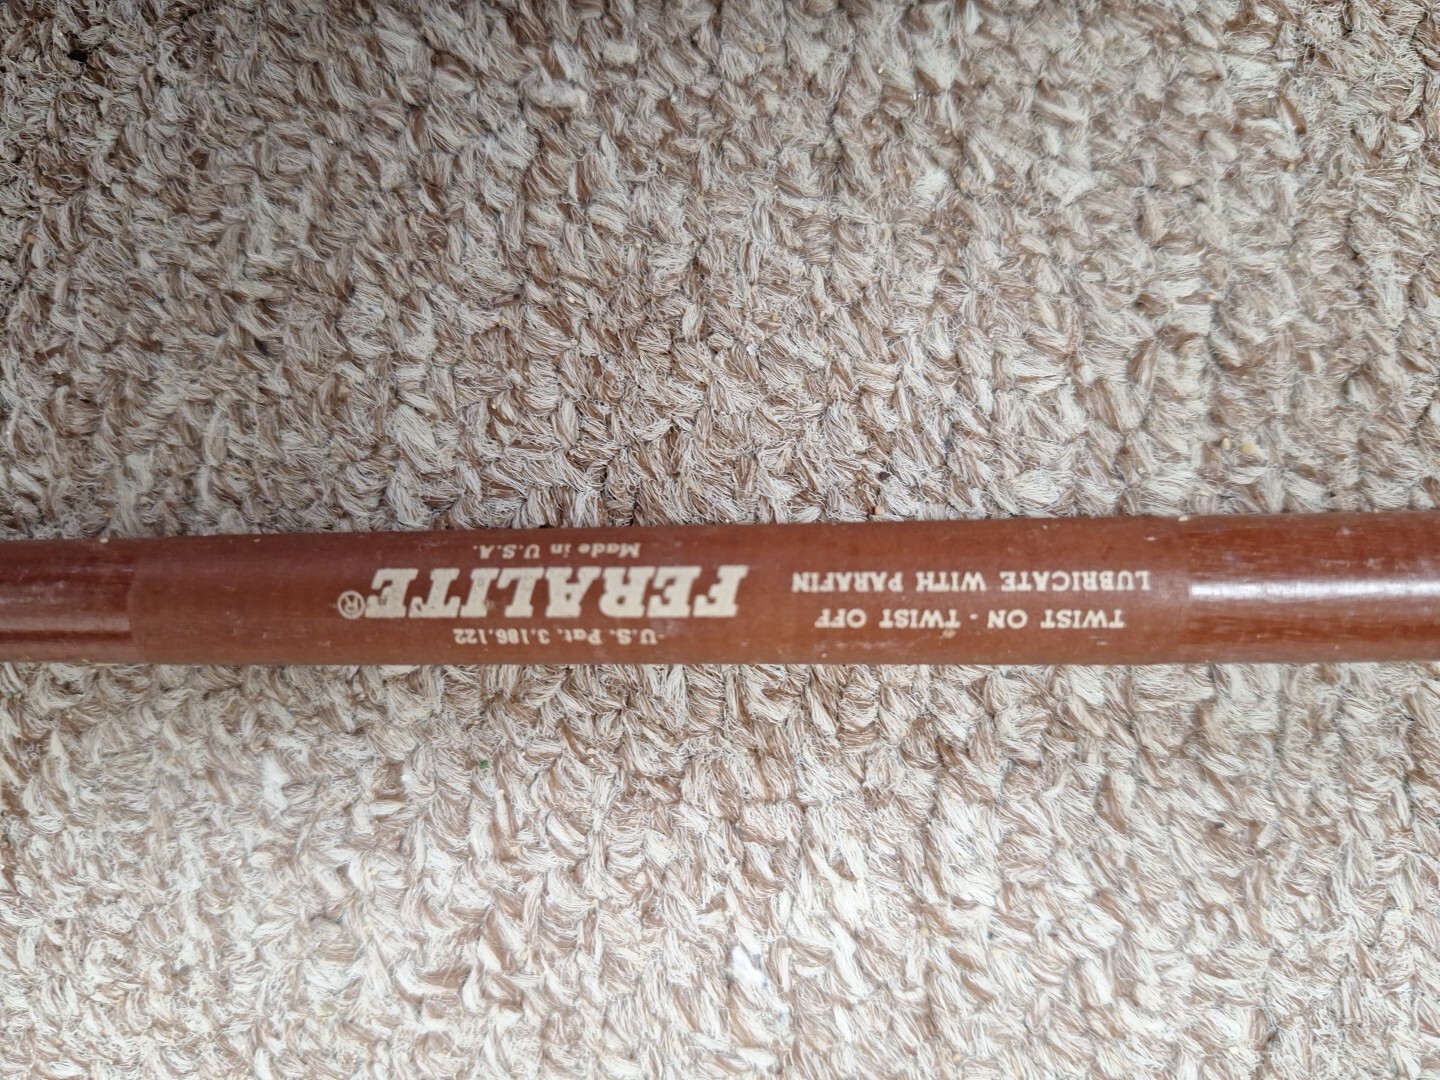 TWIST ON - TWIST OFF
LUBRICATE WITH PARAFIN
U.S. Pat. 3,186,122
FERALITE®
Made in U.S.A.